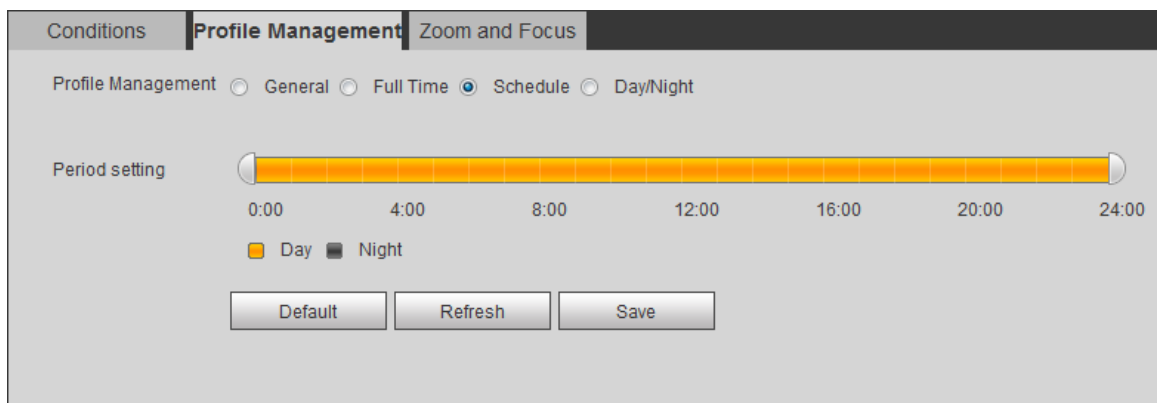 Conditions Profile Management Zoom and Focus
Profile Management General Full Time Schedule Day/Night
Period setting
0:00 4:00 8:00 12:00 16:00 20:00 24:00
Day Night
Default Refresh Save